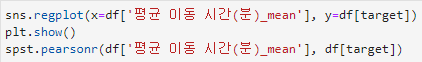 sns.regplot(x=df['평균 이동 시간(분)_mean'], y=df[target])
plt.show()
spst.pearsonr(df['평균 이동 시간(분)_mean'], df[target])